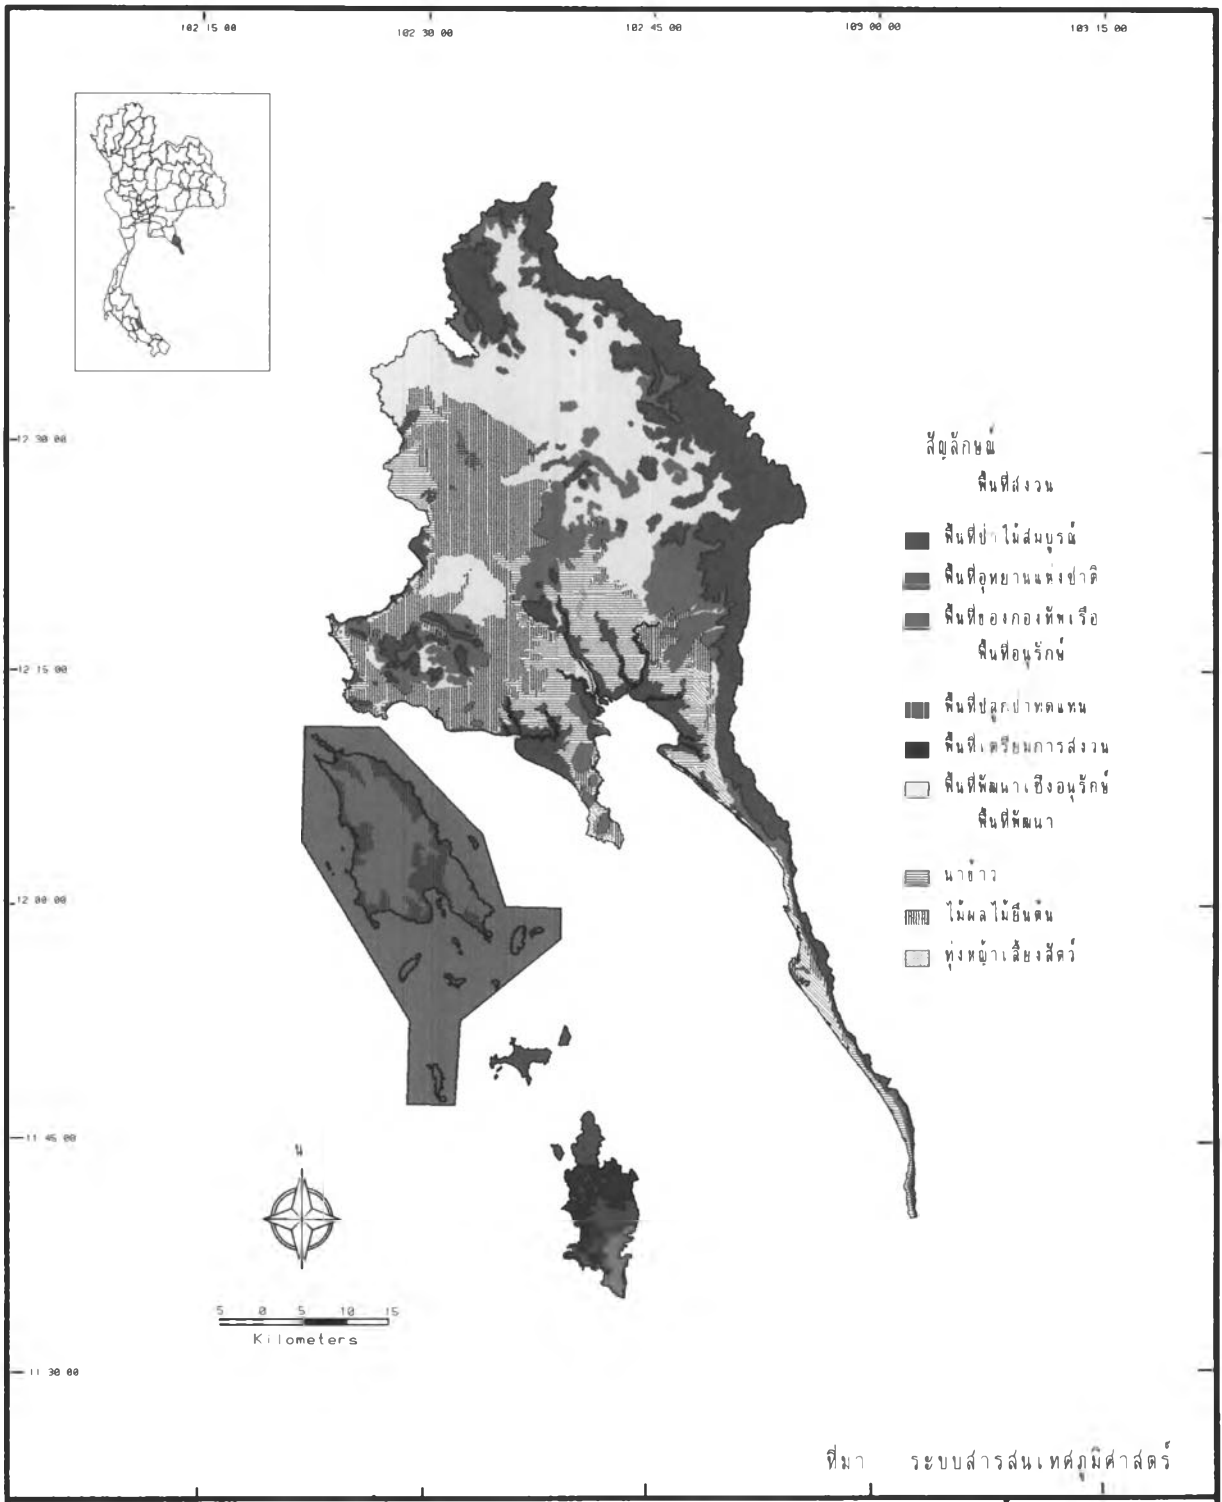 102 15 00
102 30 00
102 45 00
103 00 00
103 15 00
12 30 00
12 15 00
12 00 00
11 45 00
11 30 00
สัญลักษณ์
พื้นที่สงวน
พื้นที่ป่าไม้สมบูรณ์
พื้นที่อุทยานแห่งชาติ
พื้นที่ของกองทัพเรือ
พื้นที่อนุรักษ์
พื้นที่ปลูกป่าทดแทน
พื้นที่เตรียมการสงวน
พื้นที่พัฒนาเชิงอนุรักษ์
พื้นที่พัฒนา
นาข้าว
ไม้ผลไม้ยืนต้น
ทุ่งหญ้าเลี้ยงสัตว์
น
5 0 5 10 15
Kilometers
ที่มา ระบบสารสนเทศภูมิศาสตร์